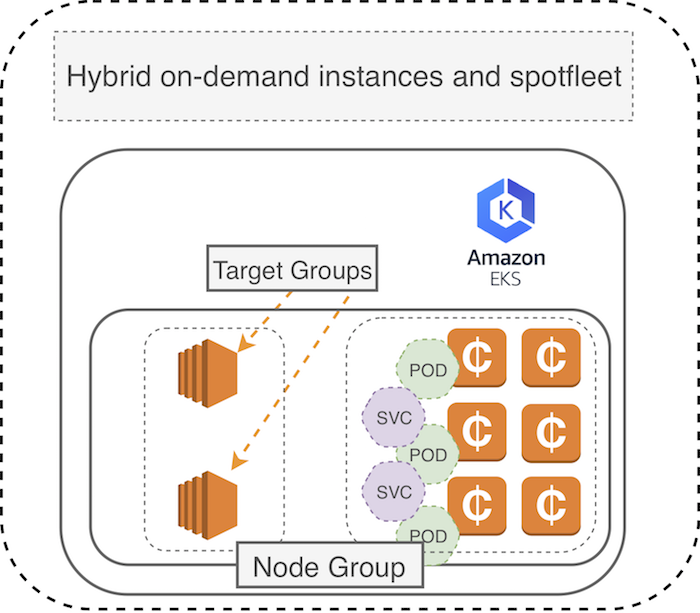 Hybrid on-demand instances and spotfleet
K
Amazon
EKS
Target Groups
POD
SVC
POD
SVC
POD
Node Group